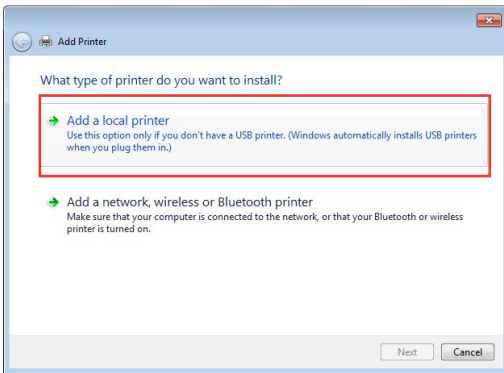 Add Printer
What type of printer do you want to install?
Add a local printer
Use this option only if you don't have a USB printer. (Windows automatically installs USB printers
when you plug them in.)
Add a network, wireless or Bluetooth printer
Make sure that your computer is connected to the network, or that your Bluetooth or wireless
printer is turned on.
Next
Cancel